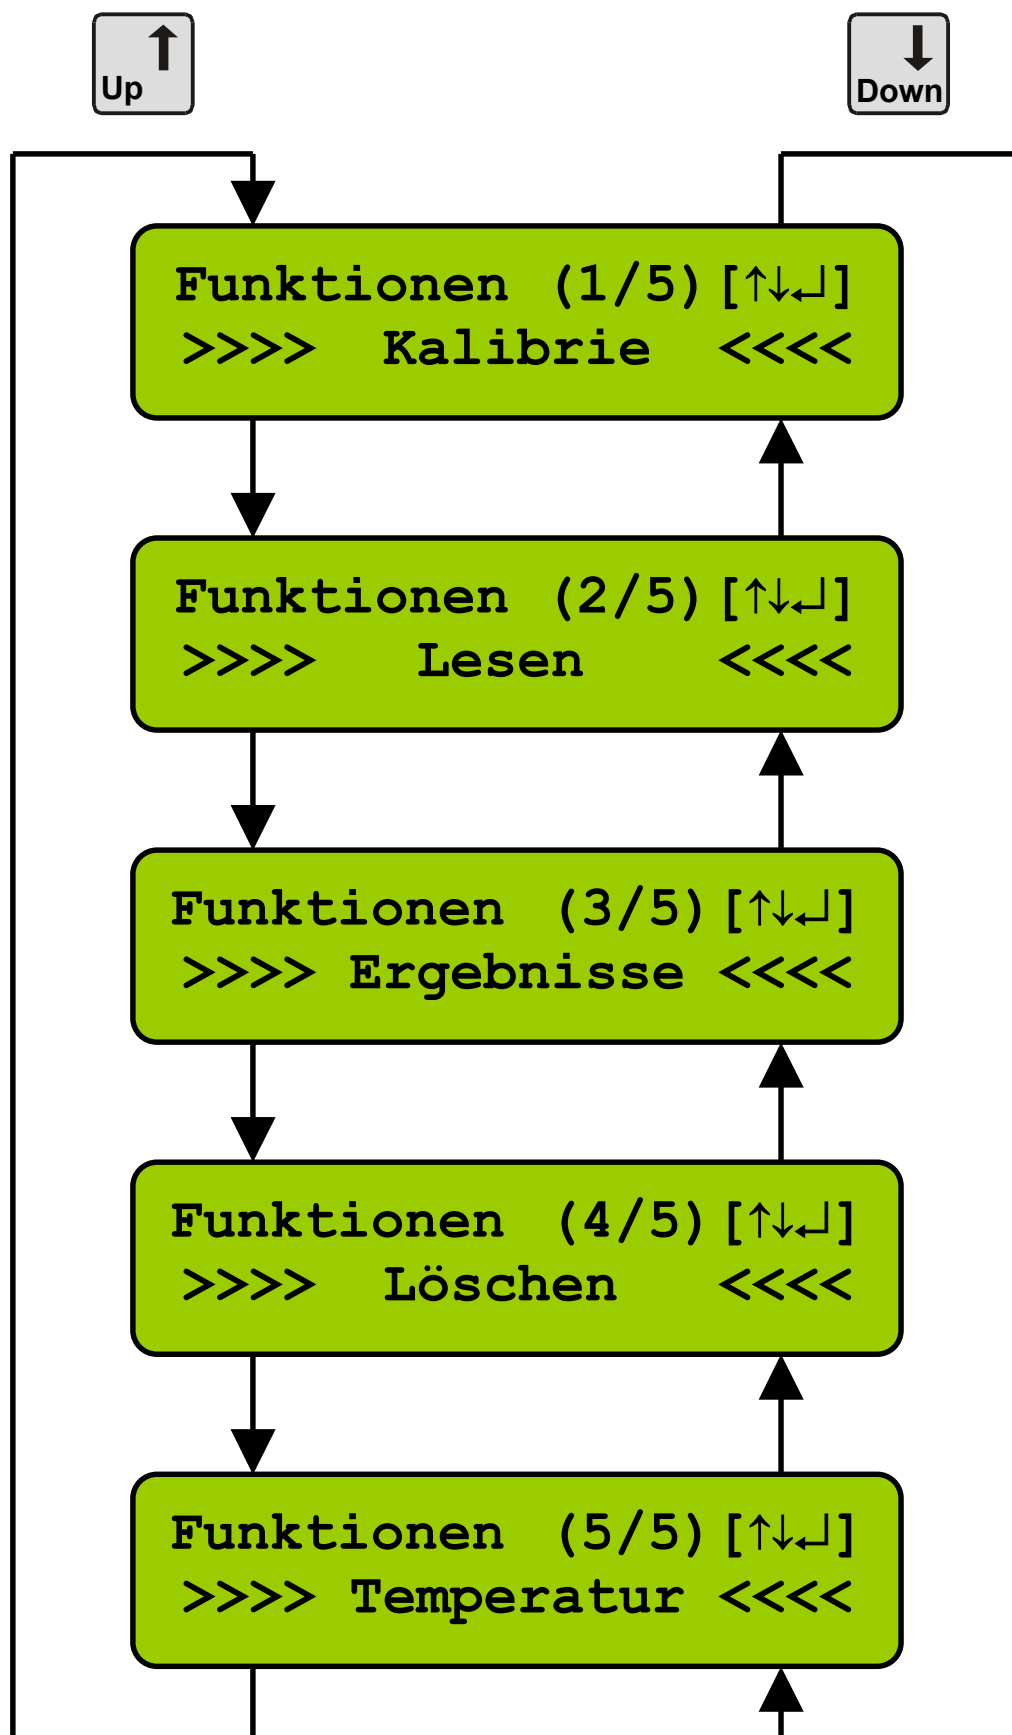 Up
Down
Funktionen (1/5)[↑↓↵]
>>>> Kalibrie <<<<
Funktionen (2/5)[↑↓↵]
>>>> Lesen <<<<
Funktionen (3/5)[↑↓↵]
>>>> Ergebnisse <<<<
Funktionen (4/5)[↑↓↵]
>>>> Löschen <<<<
Funktionen (5/5)[↑↓↵]
>>>> Temperatur <<<<